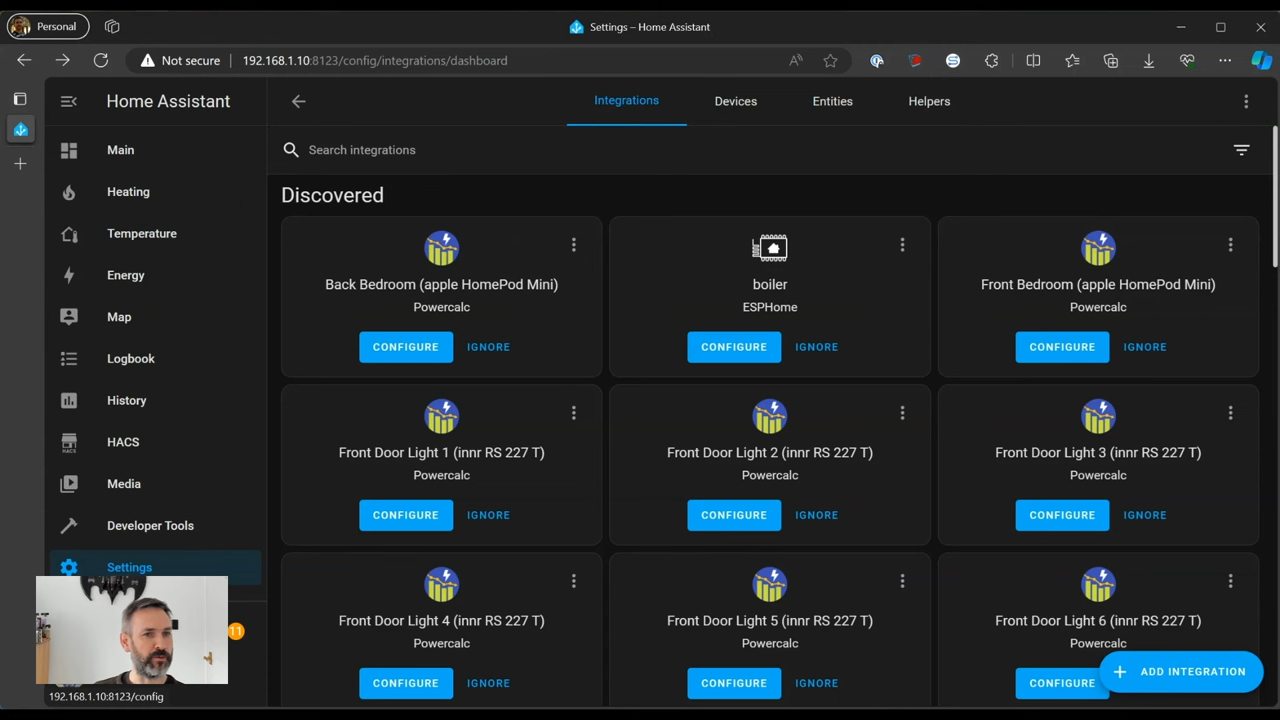 Personal
Settings – Home Assistant
Not secure
192.168.1.10:8123/config/integrations/dashboard
Home Assistant
Integrations
Devices
Entities
Helpers
Main
Search integrations
Discovered
Heating
Temperature
Energy
Map
Logbook
History
HACS
HACS
Media
Developer Tools
Settings
11
192.168.1.10:8123/config
Back Bedroom (apple HomePod Mini)
Powercalc
CONFIGURE
IGNORE
boiler
ESPHome
CONFIGURE
IGNORE
Front Bedroom (apple HomePod Mini)
Powercalc
CONFIGURE
IGNORE
Front Door Light 1 (innr RS 227 T)
Powercalc
CONFIGURE
IGNORE
Front Door Light 2 (innr RS 227 T)
Powercalc
CONFIGURE
IGNORE
Front Door Light 3 (innr RS 227 T)
Powercalc
CONFIGURE
IGNORE
Front Door Light 4 (innr RS 227 T)
Powercalc
CONFIGURE
IGNORE
Front Door Light 5 (innr RS 227 T)
Powercalc
CONFIGURE
IGNORE
Front Door Light 6 (innr RS 227 T)
Powercalc
CONFIGURE
ADD INTEGRATION